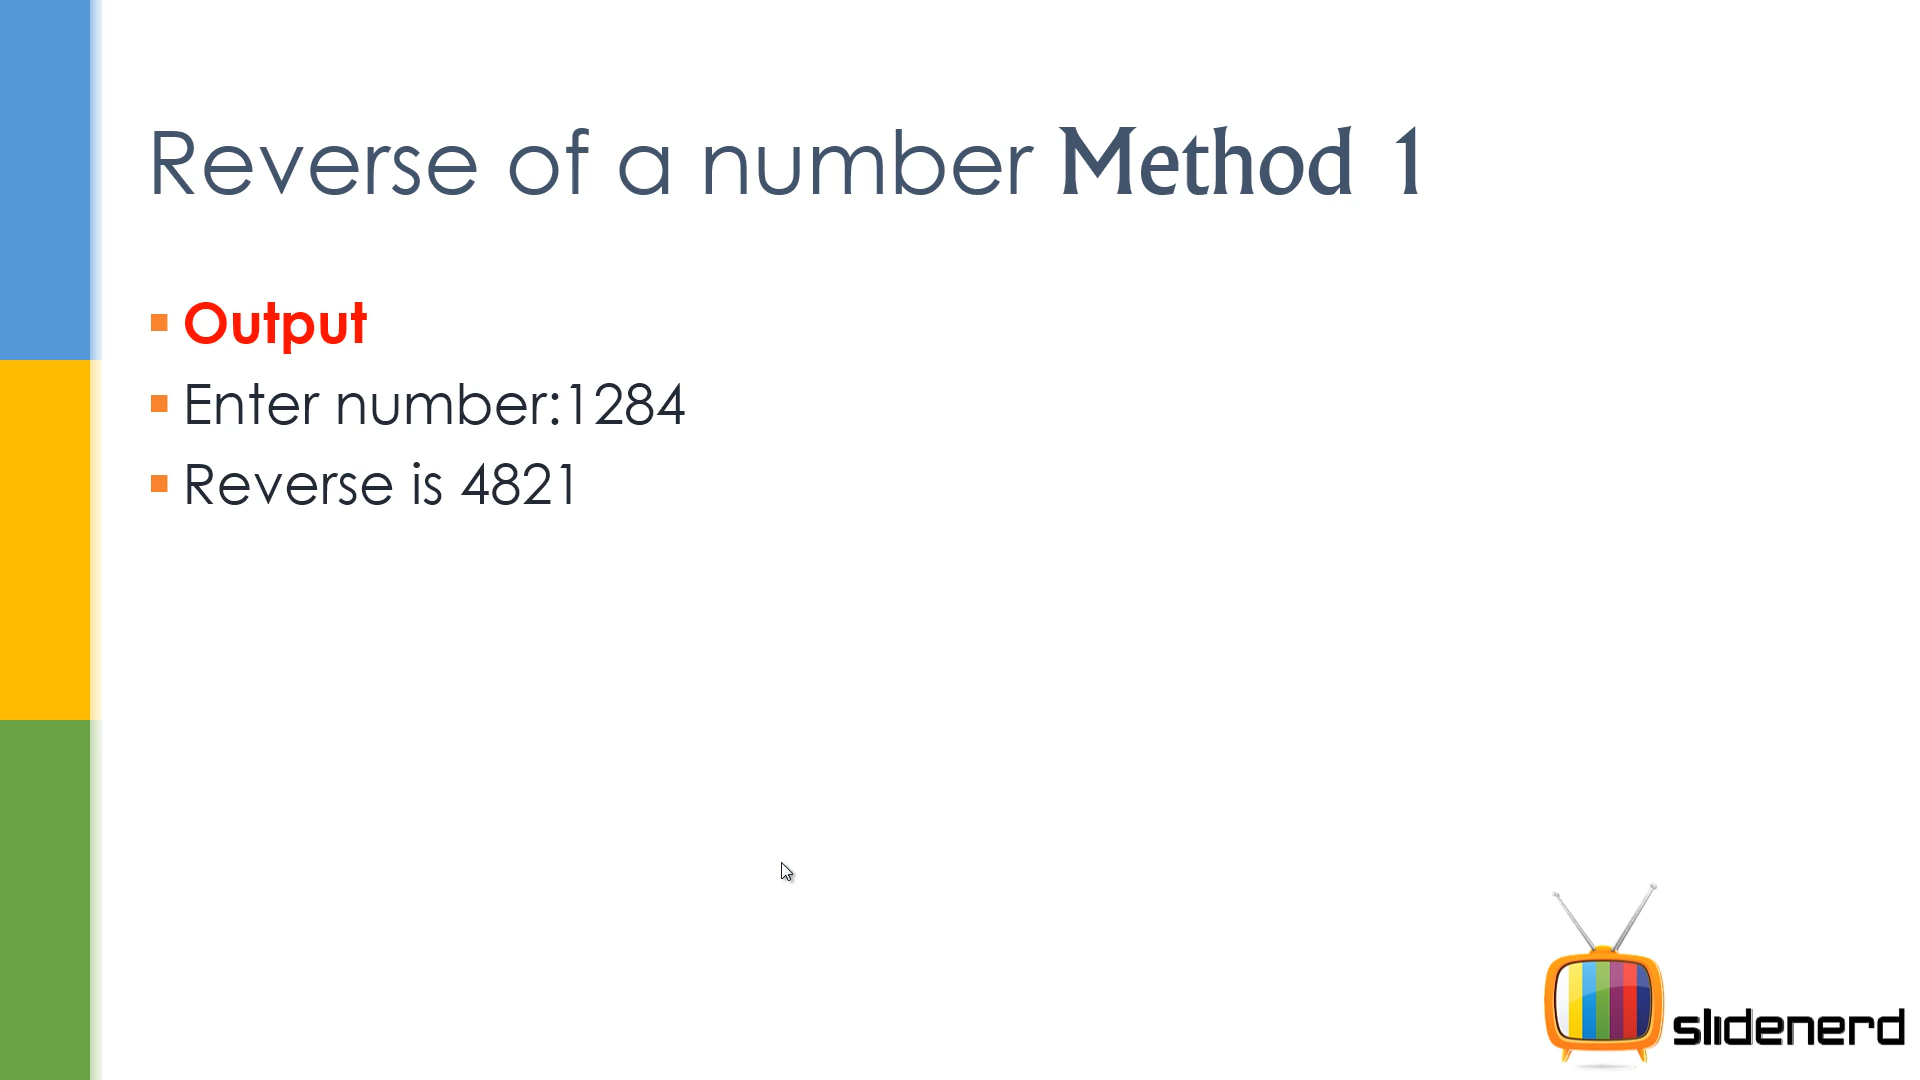 Reverse of a number Method 1
Output
Enter number:1284
Reverse is 4821
slidenerd